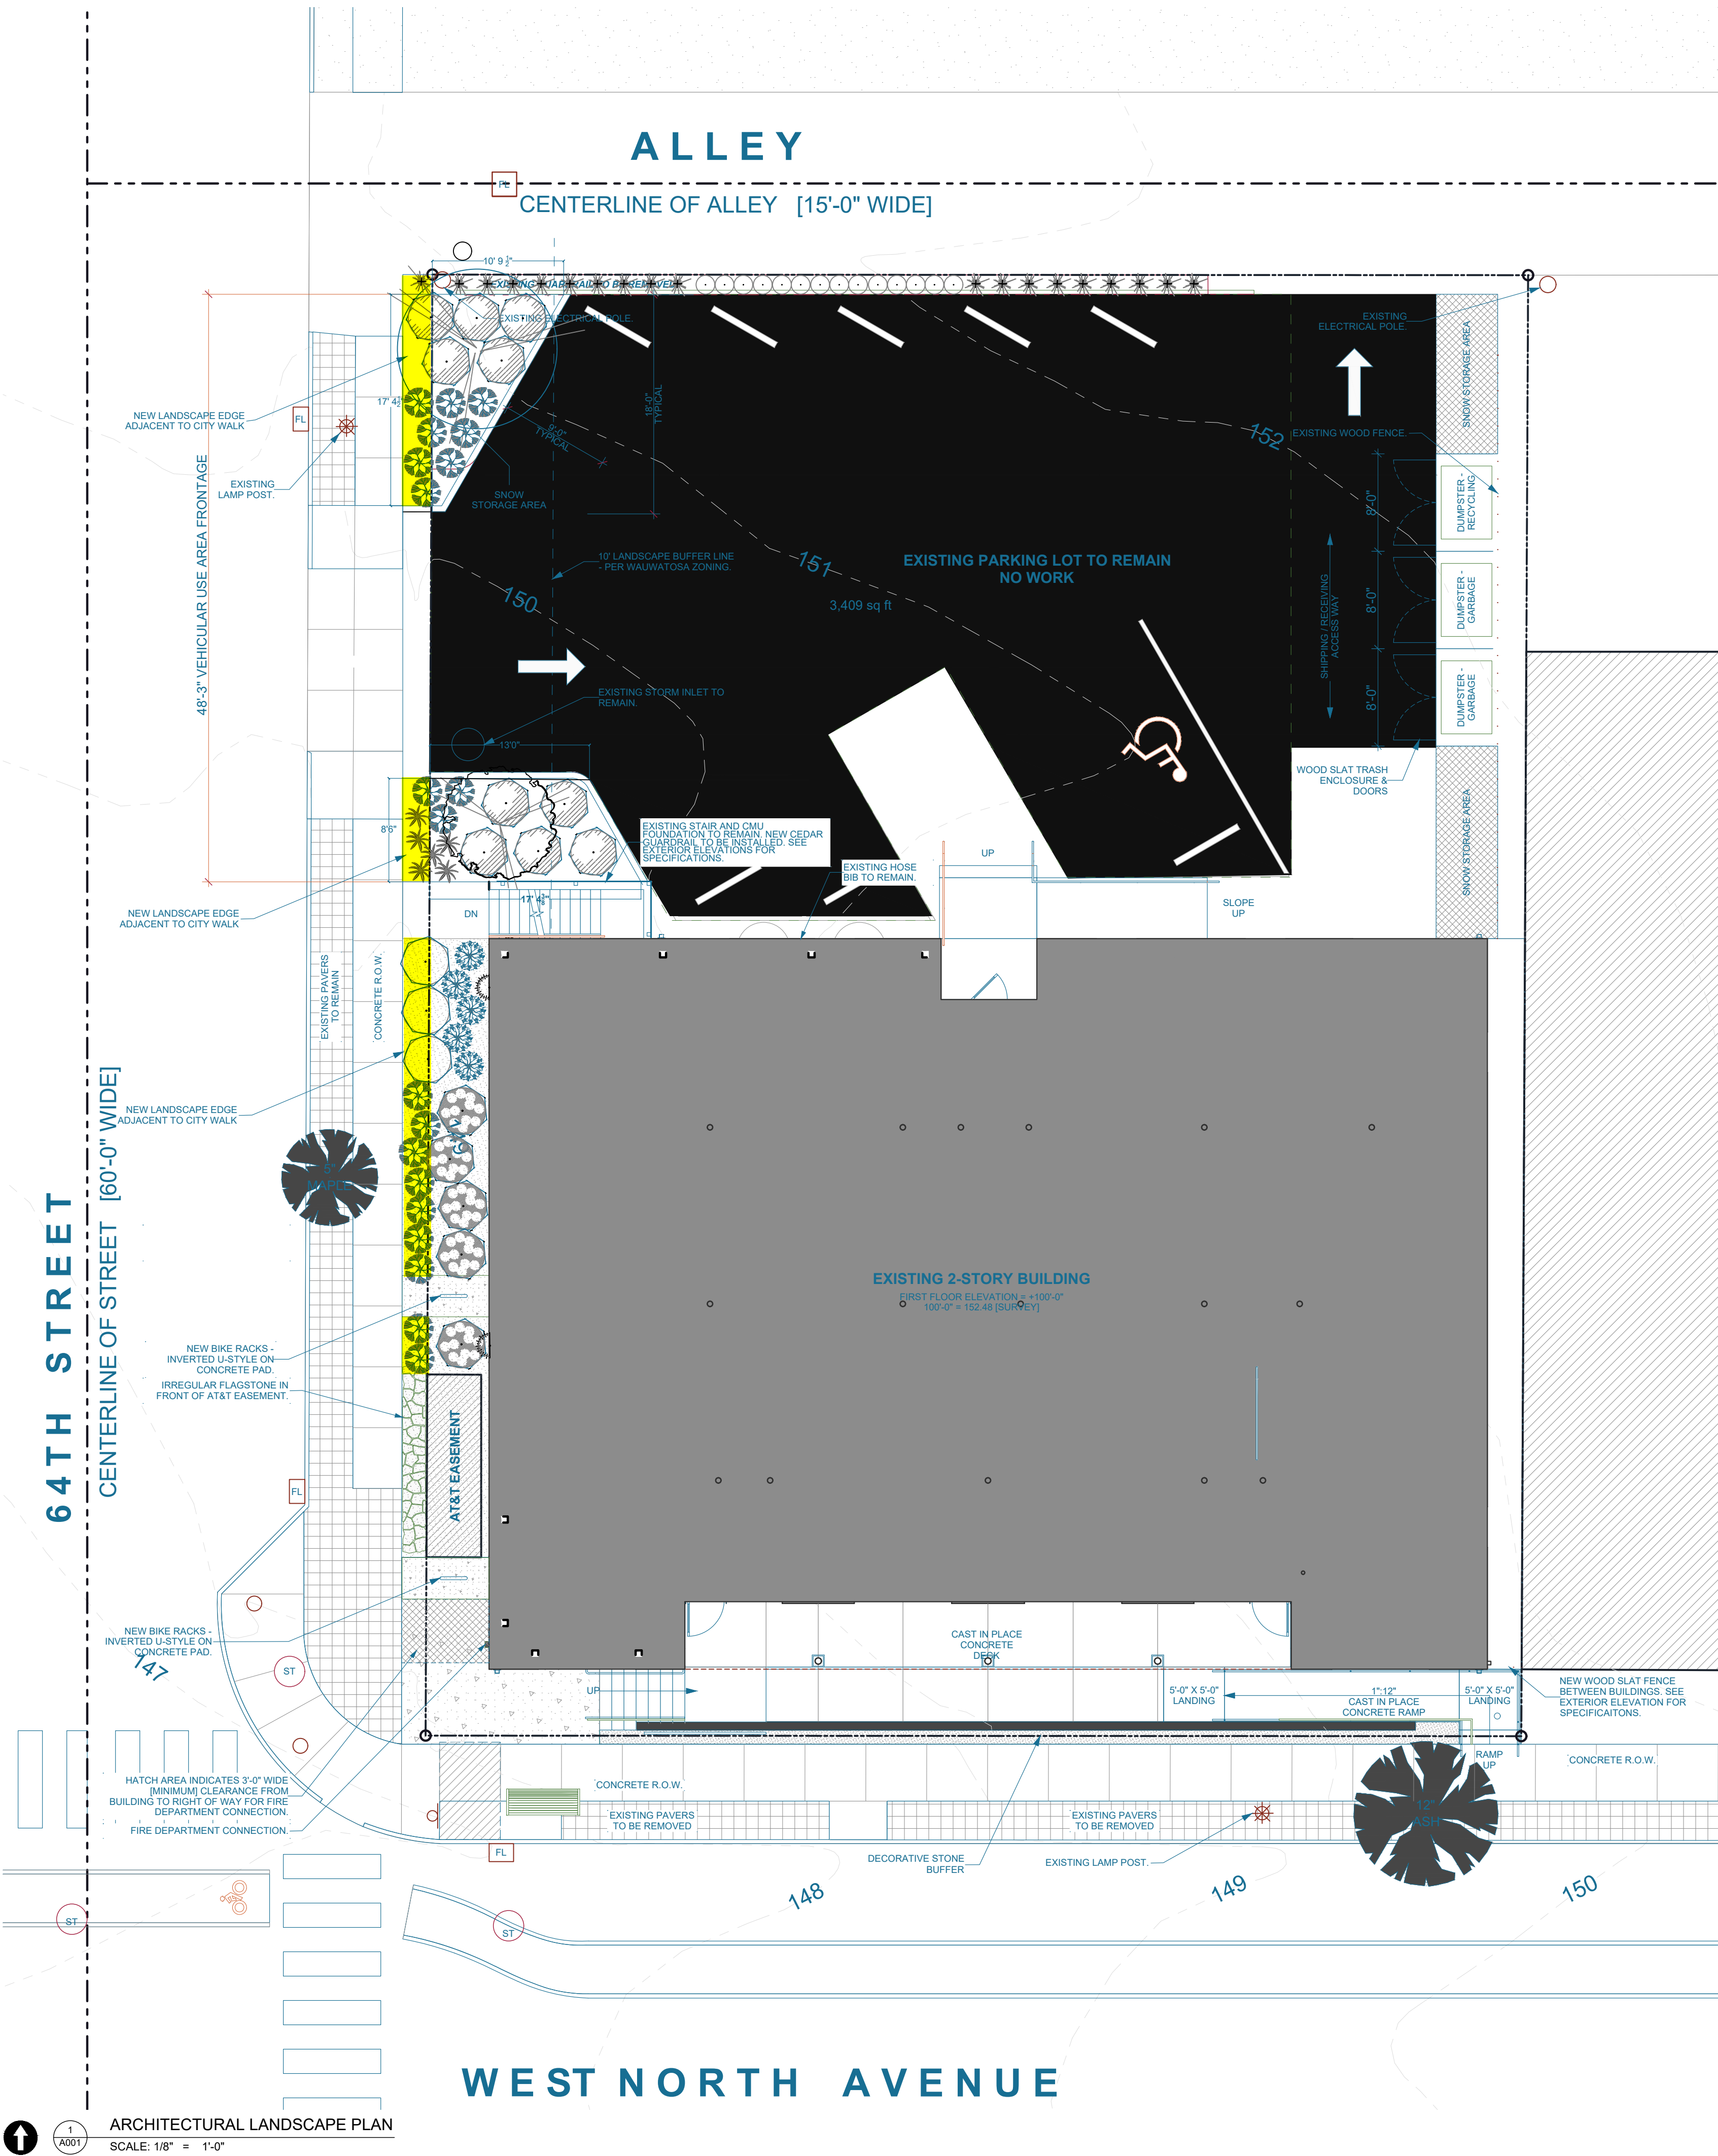 ALLEY
FL
CENTERLINE OF ALLEY [15'-0" WIDE]
10' 9 1/2"
EXISTING GUARDRAIL TO BE REMOVED
EXISTING ELECTRICAL POLE.
EXISTING
ELECTRICAL POLE.
SNOW STORAGE AREA
17' 4 1/2"
18'-0"
TYPICAL
9'-0"
TYPICAL
NEW LANDSCAPE EDGE
ADJACENT TO CITY WALK
FL
152
EXISTING WOOD FENCE.
EXISTING
LAMP POST.
SNOW
STORAGE AREA
48'-3" VEHICULAR USE AREA FRONTAGE
8'-0"
DUMPSTER -
RECYCLING
10' LANDSCAPE BUFFER LINE
- PER WAUWATOSA ZONING.
151
EXISTING PARKING LOT TO REMAIN
NO WORK
3,409 sq ft
150
SHIPPING / RECEIVING
ACCESS WAY
8'-0"
DUMPSTER -
GARBAGE
EXISTING STORM INLET TO
REMAIN.
8'-0"
DUMPSTER -
GARBAGE
13'0"
WOOD SLAT TRASH
ENCLOSURE &
DOORS
SNOW STORAGE AREA
8'6"
EXISTING STAIR AND CMU
FOUNDATION TO REMAIN. NEW CEDAR
GUARDRAIL TO BE INSTALLED. SEE
EXTERIOR ELEVATIONS FOR
SPECIFICATIONS.
EXISTING HOSE
BIB TO REMAIN.
UP
SLOPE
UP
NEW LANDSCAPE EDGE
ADJACENT TO CITY WALK
DN
EXISTING PAVERS
TO REMAIN
CONCRETE R.O.W.
NEW LANDSCAPE EDGE
ADJACENT TO CITY WALK
5"
MAPLE
64TH STREET
CENTERLINE OF STREET [60'-0" WIDE]
EXISTING 2-STORY BUILDING
FIRST FLOOR ELEVATION = +100'-0"
100'-0" = 152.48 [SURVEY]
NEW BIKE RACKS -
INVERTED U-STYLE ON
CONCRETE PAD.
IRREGULAR FLAGSTONE IN
FRONT OF AT&T EASEMENT.
AT&T EASEMENT
FL
NEW BIKE RACKS -
INVERTED U-STYLE ON
CONCRETE PAD.
147
ST
CAST IN PLACE
CONCRETE
DESK
UP
5'-0" X 5'-0"
LANDING
1":12"
CAST IN PLACE
CONCRETE RAMP
5'-0" X 5'-0"
LANDING
NEW WOOD SLAT FENCE
BETWEEN BUILDINGS. SEE
EXTERIOR ELEVATION FOR
SPECIFICAITONS.
RAMP
UP
CONCRETE R.O.W.
HATCH AREA INDICATES 3'-0" WIDE
[MINIMUM] CLEARANCE FROM
BUILDING TO RIGHT OF WAY FOR FIRE
DEPARTMENT CONNECTION.
FIRE DEPARTMENT CONNECTION.
CONCRETE R.O.W.
EXISTING PAVERS
TO BE REMOVED
EXISTING PAVERS
TO BE REMOVED
12"
ASH
FL
DECORATIVE STONE
BUFFER
EXISTING LAMP POST.
148
149
150
ST
ST
WEST NORTH AVENUE
1
A001
ARCHITECTURAL LANDSCAPE PLAN
SCALE: 1/8" = 1'-0"